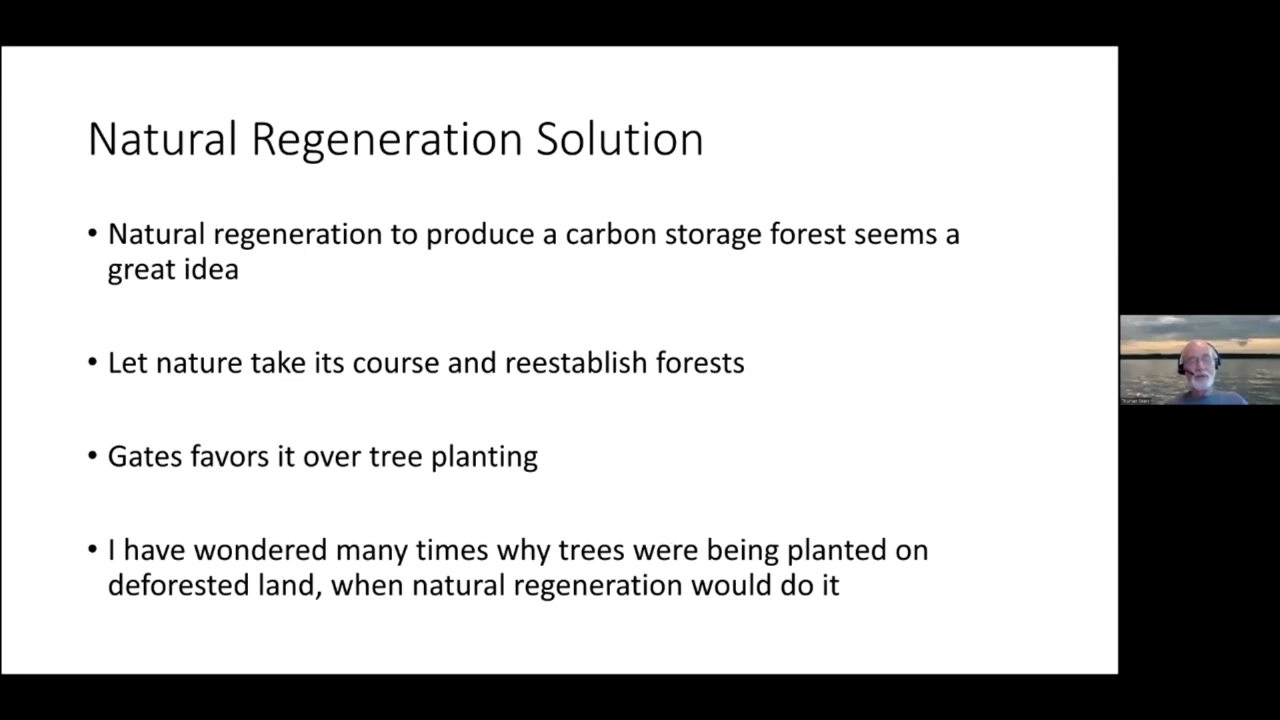 Natural Regeneration Solution
• Natural regeneration to produce a carbon storage forest seems a
great idea
• Let nature take its course and reestablish forests
• Gates favors it over tree planting
• I have wondered many times why trees were being planted on
deforested land, when natural regeneration would do it